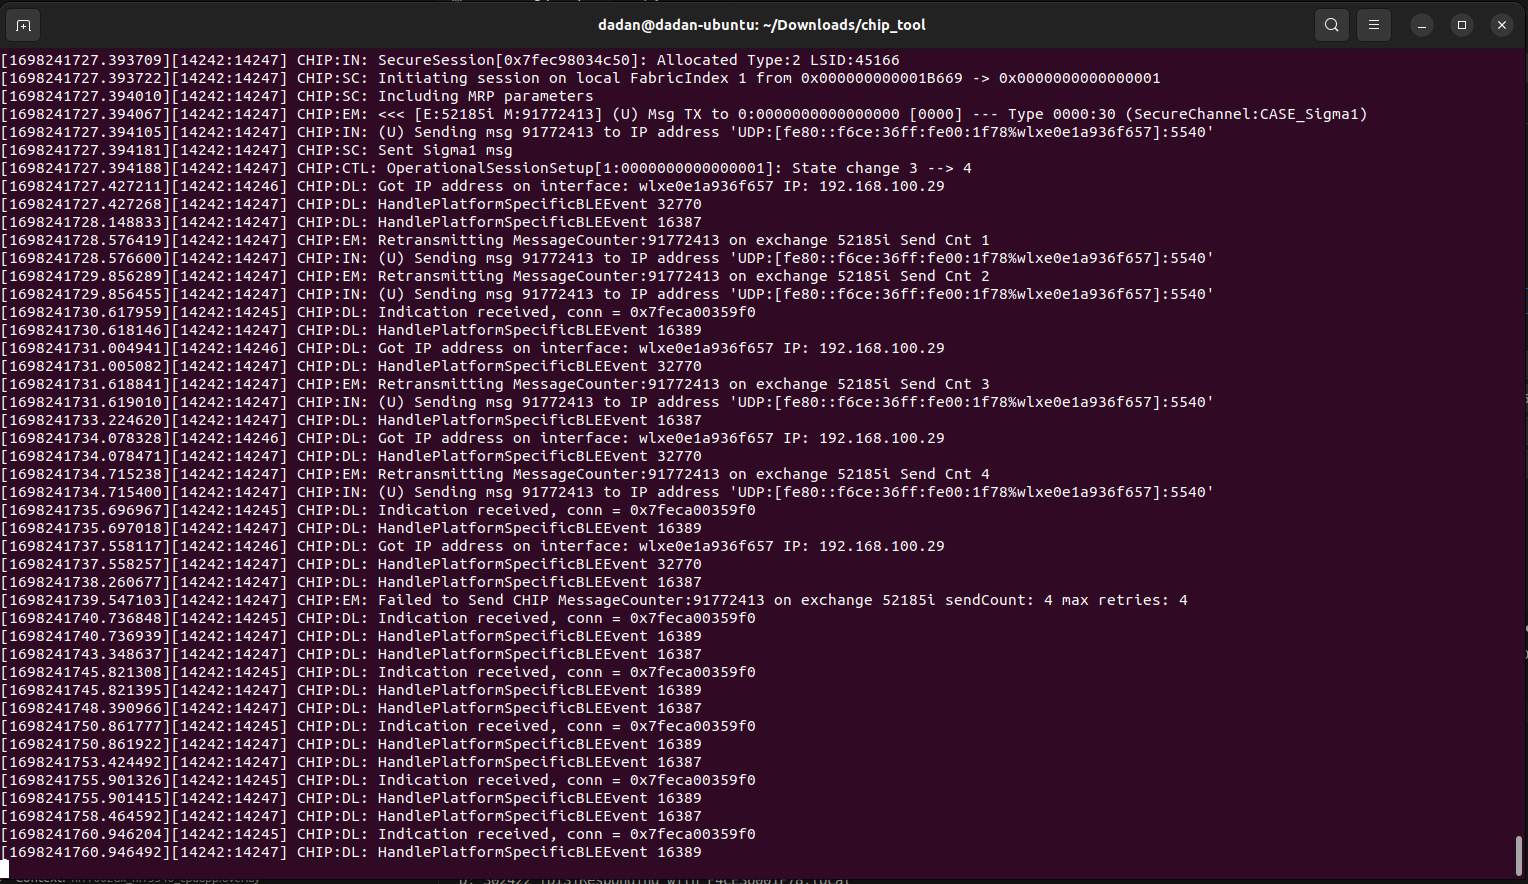 dadan@dadan-ubuntu: ~/Downloads/chip_tool
[1698241727.393709][14242:14247] CHIP:IN: SecureSession[0x7fec98034c50]: Allocated Type:2 LSID:45166
[1698241727.393722][14242:14247] CHIP:SC: Initiating session on local FabricIndex 1 from 0x000000000001B669 -> 0x0000000000000001
[1698241727.394010][14242:14247] CHIP:SC: Including MRP parameters
[1698241727.394067][14242:14247] CHIP:EM: <<< [E:52185i M:91772413] (U) Msg TX to 0:0000000000000000 [0000] --- Type 0000:30 (SecureChannel:CASE_Sigma1)
[1698241727.394105][14242:14247] CHIP:IN: (U) Sending msg 91772413 to IP address 'UDP:[fe80::f6ce:36ff:fe00:1f78%wlxe0e1a936f657]:5540'
[1698241727.394181][14242:14247] CHIP:SC: Sent Sigma1 msg
[1698241727.394188][14242:14247] CHIP:CTL: OperationalSessionSetup[1:0000000000000001]: State change 3 --> 4
[1698241727.427211][14242:14246] CHIP:DL: Got IP address on interface: wlxe0e1a936f657 IP: 192.168.100.29
[1698241727.427268][14242:14247] CHIP:DL: HandlePlatformSpecificBLEEvent 32770
[1698241728.148833][14242:14247] CHIP:DL: HandlePlatformSpecificBLEEvent 16387
[1698241728.576419][14242:14247] CHIP:EM: Retransmitting MessageCounter:91772413 on exchange 52185i Send Cnt 1
[1698241728.576600][14242:14247] CHIP:IN: (U) Sending msg 91772413 to IP address 'UDP:[fe80::f6ce:36ff:fe00:1f78%wlxe0e1a936f657]:5540'
[1698241729.856289][14242:14247] CHIP:EM: Retransmitting MessageCounter:91772413 on exchange 52185i Send Cnt 2
[1698241729.856455][14242:14247] CHIP:IN: (U) Sending msg 91772413 to IP address 'UDP:[fe80::f6ce:36ff:fe00:1f78%wlxe0e1a936f657]:5540'
[1698241730.617959][14242:14245] CHIP:DL: Indication received, conn = 0x7feca00359f0
[1698241730.618146][14242:14247] CHIP:DL: HandlePlatformSpecificBLEEvent 16389
[1698241731.004941][14242:14246] CHIP:DL: Got IP address on interface: wlxe0e1a936f657 IP: 192.168.100.29
[1698241731.005082][14242:14247] CHIP:DL: HandlePlatformSpecificBLEEvent 32770
[1698241731.618841][14242:14247] CHIP:EM: Retransmitting MessageCounter:91772413 on exchange 52185i Send Cnt 3
[1698241731.619010][14242:14247] CHIP:IN: (U) Sending msg 91772413 to IP address 'UDP:[fe80::f6ce:36ff:fe00:1f78%wlxe0e1a936f657]:5540'
[1698241733.224620][14242:14247] CHIP:DL: HandlePlatformSpecificBLEEvent 16387
[1698241734.078328][14242:14246] CHIP:DL: Got IP address on interface: wlxe0e1a936f657 IP: 192.168.100.29
[1698241734.078471][14242:14247] CHIP:DL: HandlePlatformSpecificBLEEvent 32770
[1698241734.715238][14242:14247] CHIP:EM: Retransmitting MessageCounter:91772413 on exchange 52185i Send Cnt 4
[1698241734.715400][14242:14247] CHIP:IN: (U) Sending msg 91772413 to IP address 'UDP:[fe80::f6ce:36ff:fe00:1f78%wlxe0e1a936f657]:5540'
[1698241735.696967][14242:14245] CHIP:DL: Indication received, conn = 0x7feca00359f0
[1698241735.697018][14242:14247] CHIP:DL: HandlePlatformSpecificBLEEvent 16389
[1698241737.558117][14242:14246] CHIP:DL: Got IP address on interface: wlxe0e1a936f657 IP: 192.168.100.29
[1698241737.558257][14242:14247] CHIP:DL: HandlePlatformSpecificBLEEvent 32770
[1698241738.260677][14242:14247] CHIP:DL: HandlePlatformSpecificBLEEvent 16387
[1698241739.547103][14242:14247] CHIP:EM: Failed to Send CHIP MessageCounter:91772413 on exchange 52185i sendCount: 4 max retries: 4
[1698241740.736848][14242:14245] CHIP:DL: Indication received, conn = 0x7feca00359f0
[1698241740.736939][14242:14247] CHIP:DL: HandlePlatformSpecificBLEEvent 16389
[1698241743.348637][14242:14247] CHIP:DL: HandlePlatformSpecificBLEEvent 16387
[1698241745.821308][14242:14245] CHIP:DL: Indication received, conn = 0x7feca00359f0
[1698241745.821395][14242:14247] CHIP:DL: HandlePlatformSpecificBLEEvent 16389
[1698241748.390966][14242:14247] CHIP:DL: HandlePlatformSpecificBLEEvent 16387
[1698241750.861777][14242:14245] CHIP:DL: Indication received, conn = 0x7feca00359f0
[1698241750.861922][14242:14247] CHIP:DL: HandlePlatformSpecificBLEEvent 16389
[1698241753.424492][14242:14247] CHIP:DL: HandlePlatformSpecificBLEEvent 16387
[1698241755.901326][14242:14245] CHIP:DL: Indication received, conn = 0x7feca00359f0
[1698241755.901415][14242:14247] CHIP:DL: HandlePlatformSpecificBLEEvent 16389
[1698241758.464592][14242:14247] CHIP:DL: HandlePlatformSpecificBLEEvent 16387
[1698241760.946204][14242:14245] CHIP:DL: Indication received, conn = 0x7feca00359f0
[1698241760.946492][14242:14247] CHIP:DL: HandlePlatformSpecificBLEEvent 16389